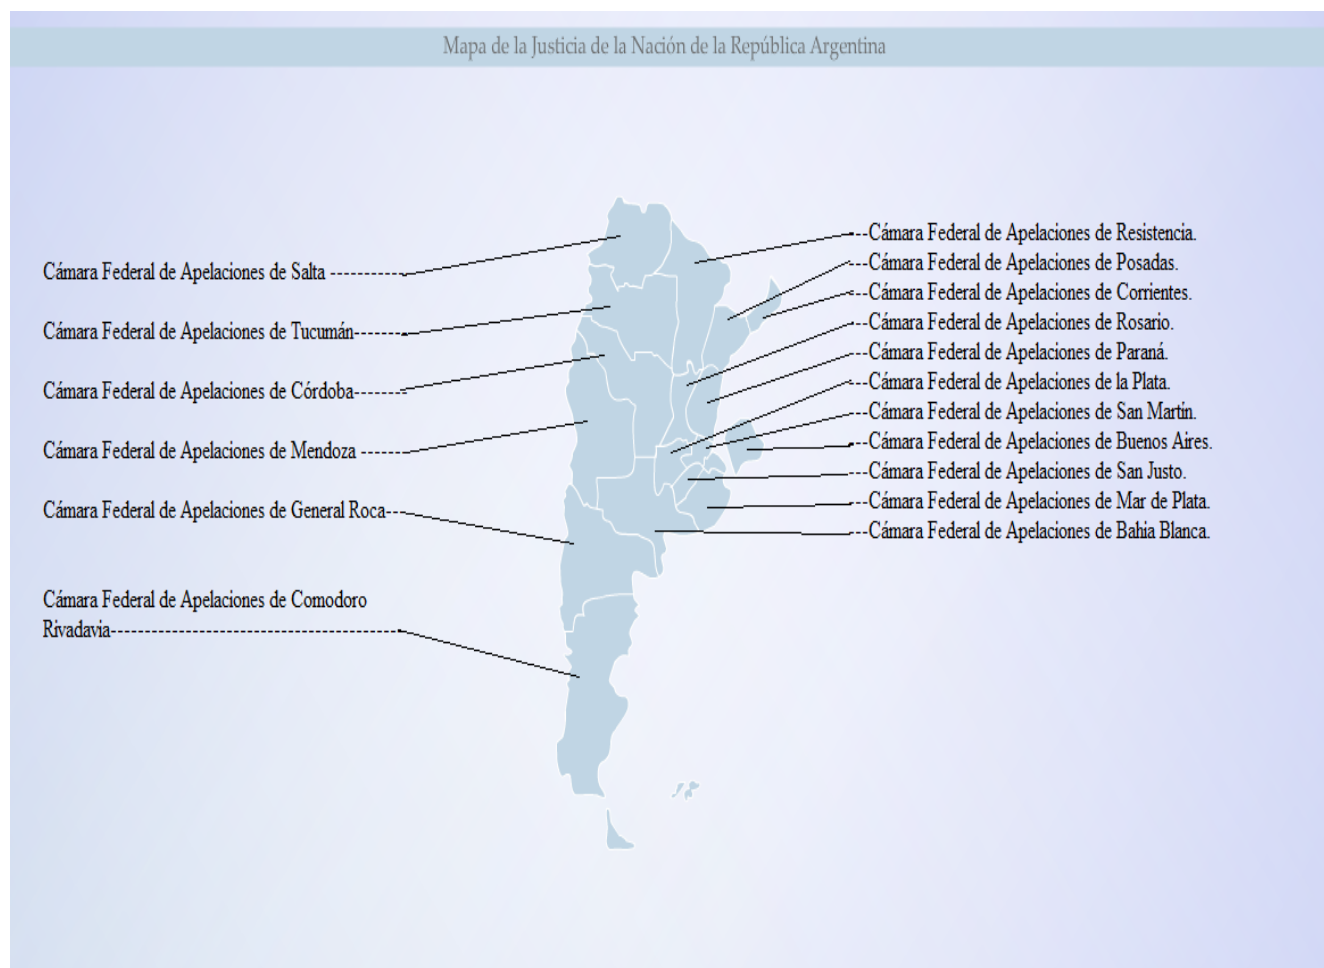 Mapa de la Justicia de la Nación de la República Argentina
Cámara Federal de Apelaciones de Salta -----------
Cámara Federal de Apelaciones de Tucumán-------
Cámara Federal de Apelaciones de Córdoba-------
Cámara Federal de Apelaciones de Mendoza ------
Cámara Federal de Apelaciones de General Roca---
Cámara Federal de Apelaciones de Comodoro
Rivadavia------------------------------------------
---Cámara Federal de Apelaciones de Resistencia.
---Cámara Federal de Apelaciones de Posadas.
---Cámara Federal de Apelaciones de Corrientes.
---Cámara Federal de Apelaciones de Rosario.
---Cámara Federal de Apelaciones de Paraná.
---Cámara Federal de Apelaciones de la Plata.
---Cámara Federal de Apelaciones de San Martín.
---Cámara Federal de Apelaciones de Buenos Aires.
---Cámara Federal de Apelaciones de San Justo.
---Cámara Federal de Apelaciones de Mar de Plata.
---Cámara Federal de Apelaciones de Bahia Blanca.